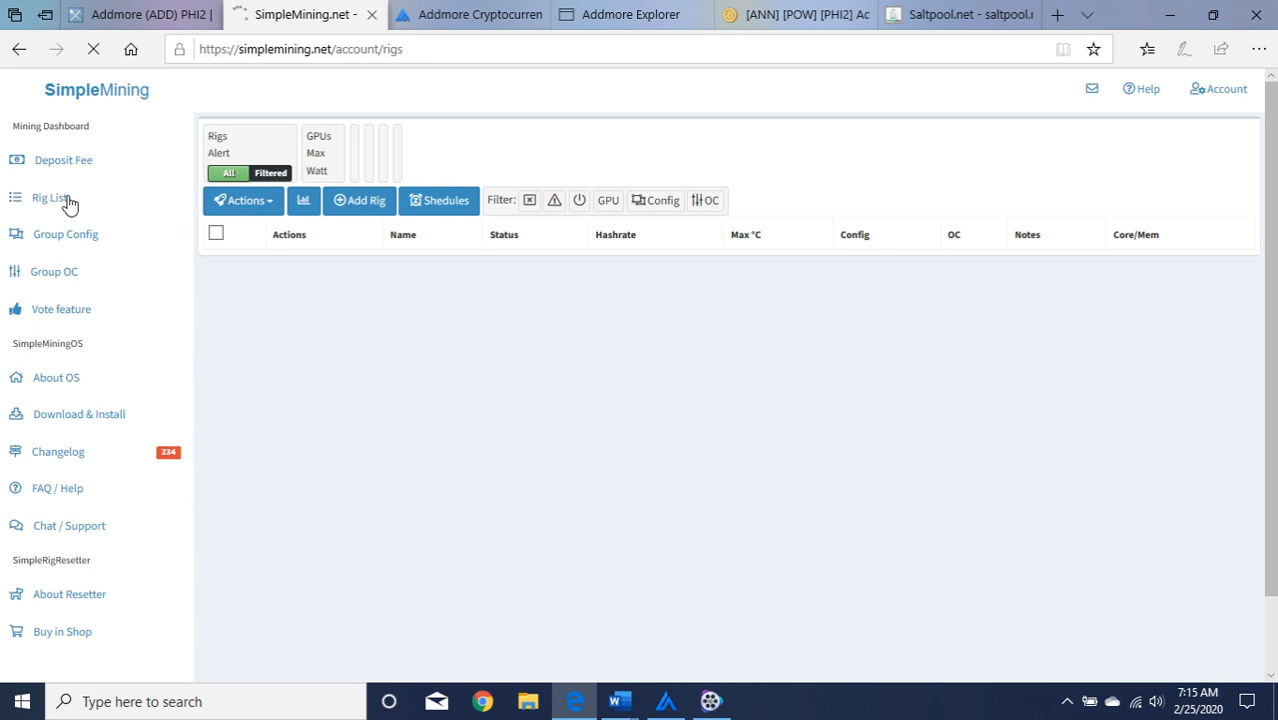 Addmore (ADD) PHI2 |
SimpleMining.net -
Addmore Cryptocurren
Addmore Explorer
[ANN] [POW] [PHI2] Ac
Saltpool.net - saltpool.r
https://simplemining.net/account/rigs
SimpleMining
Help
Account
Mining Dashboard
Deposit Fee
Rig List
Group Config
Group OC
Vote feature
SimpleMiningOS
About OS
Download & Install
Changelog
234
FAQ / Help
Chat / Support
SimpleRigResetter
About Resetter
Buy in Shop
Rigs
Alert
All Filtered
GPUs
Max
Watt
Actions
Add Rig
Shedules
Filter:
GPU
Config
OC
Actions Name Status Hashrate Max °C Config OC Notes Core/Mem
Type here to search
7:15 AM
2/25/2020